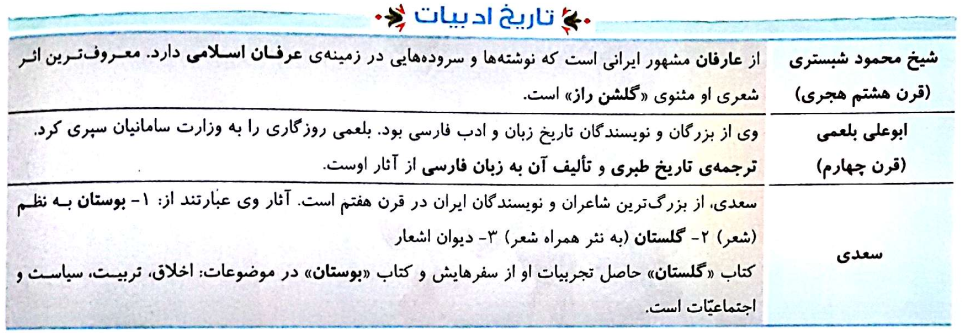 تاریخ ادبیات
شیخ محمود شبستری
(قرن هشتم هجری)
از عارفان مشهور ایرانی است که نوشته‌ها و سروده‌هایی در زمینه‌ی عرفان اسلامی دارد. معروف‌ترین اثر
شعری او مثنوی «گلشن راز» است.
ابوعلی بلعمی
(قرن چهارم)
وی از بزرگان و نویسندگان تاریخ زبان و ادب فارسی بود. بلعمی روزگاری را به وزارت سامانیان سپری کرد.
ترجمه‌ی تاریخ طبری و تألیف آن به زبان فارسی از آثار اوست.
سعدی
سعدی، از بزرگ‌ترین شاعران و نویسندگان ایران در قرن هفتم است. آثار وی عبارتند از: ۱- بوستان به نظم
(شعر) ۲- گلستان (به نثر همراه شعر) ۳- دیوان اشعار
کتاب «گلستان» حاصل تجربیات او از سفرهایش و کتاب «بوستان» در موضوعات: اخلاق، تربیت، سیاست و
اجتماعیّات است.